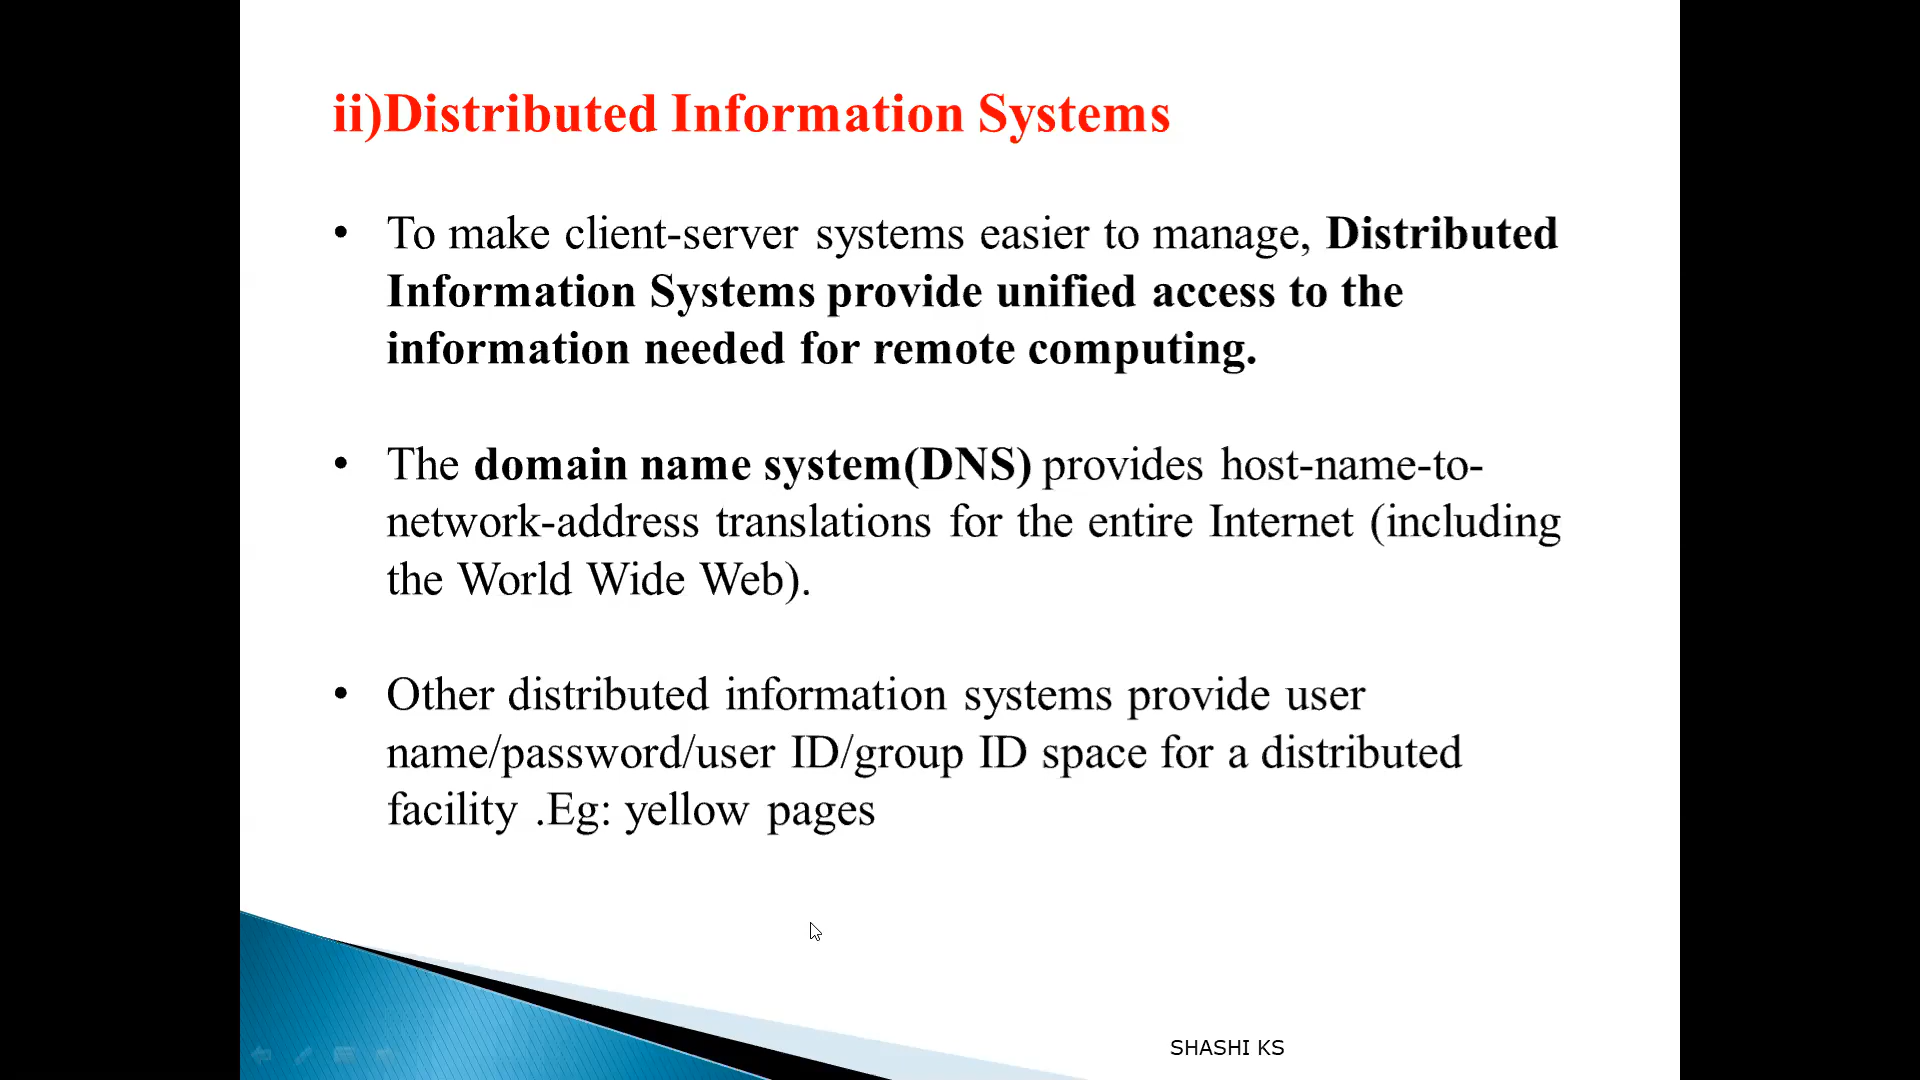 ii)Distributed Information Systems
• To make client-server systems easier to manage, Distributed
Information Systems provide unified access to the
information needed for remote computing.
• The domain name system(DNS) provides host-name-to-
network-address translations for the entire Internet (including
the World Wide Web).
• Other distributed information systems provide user
name/password/user ID/group ID space for a distributed
facility .Eg: yellow pages
SHASHI KS